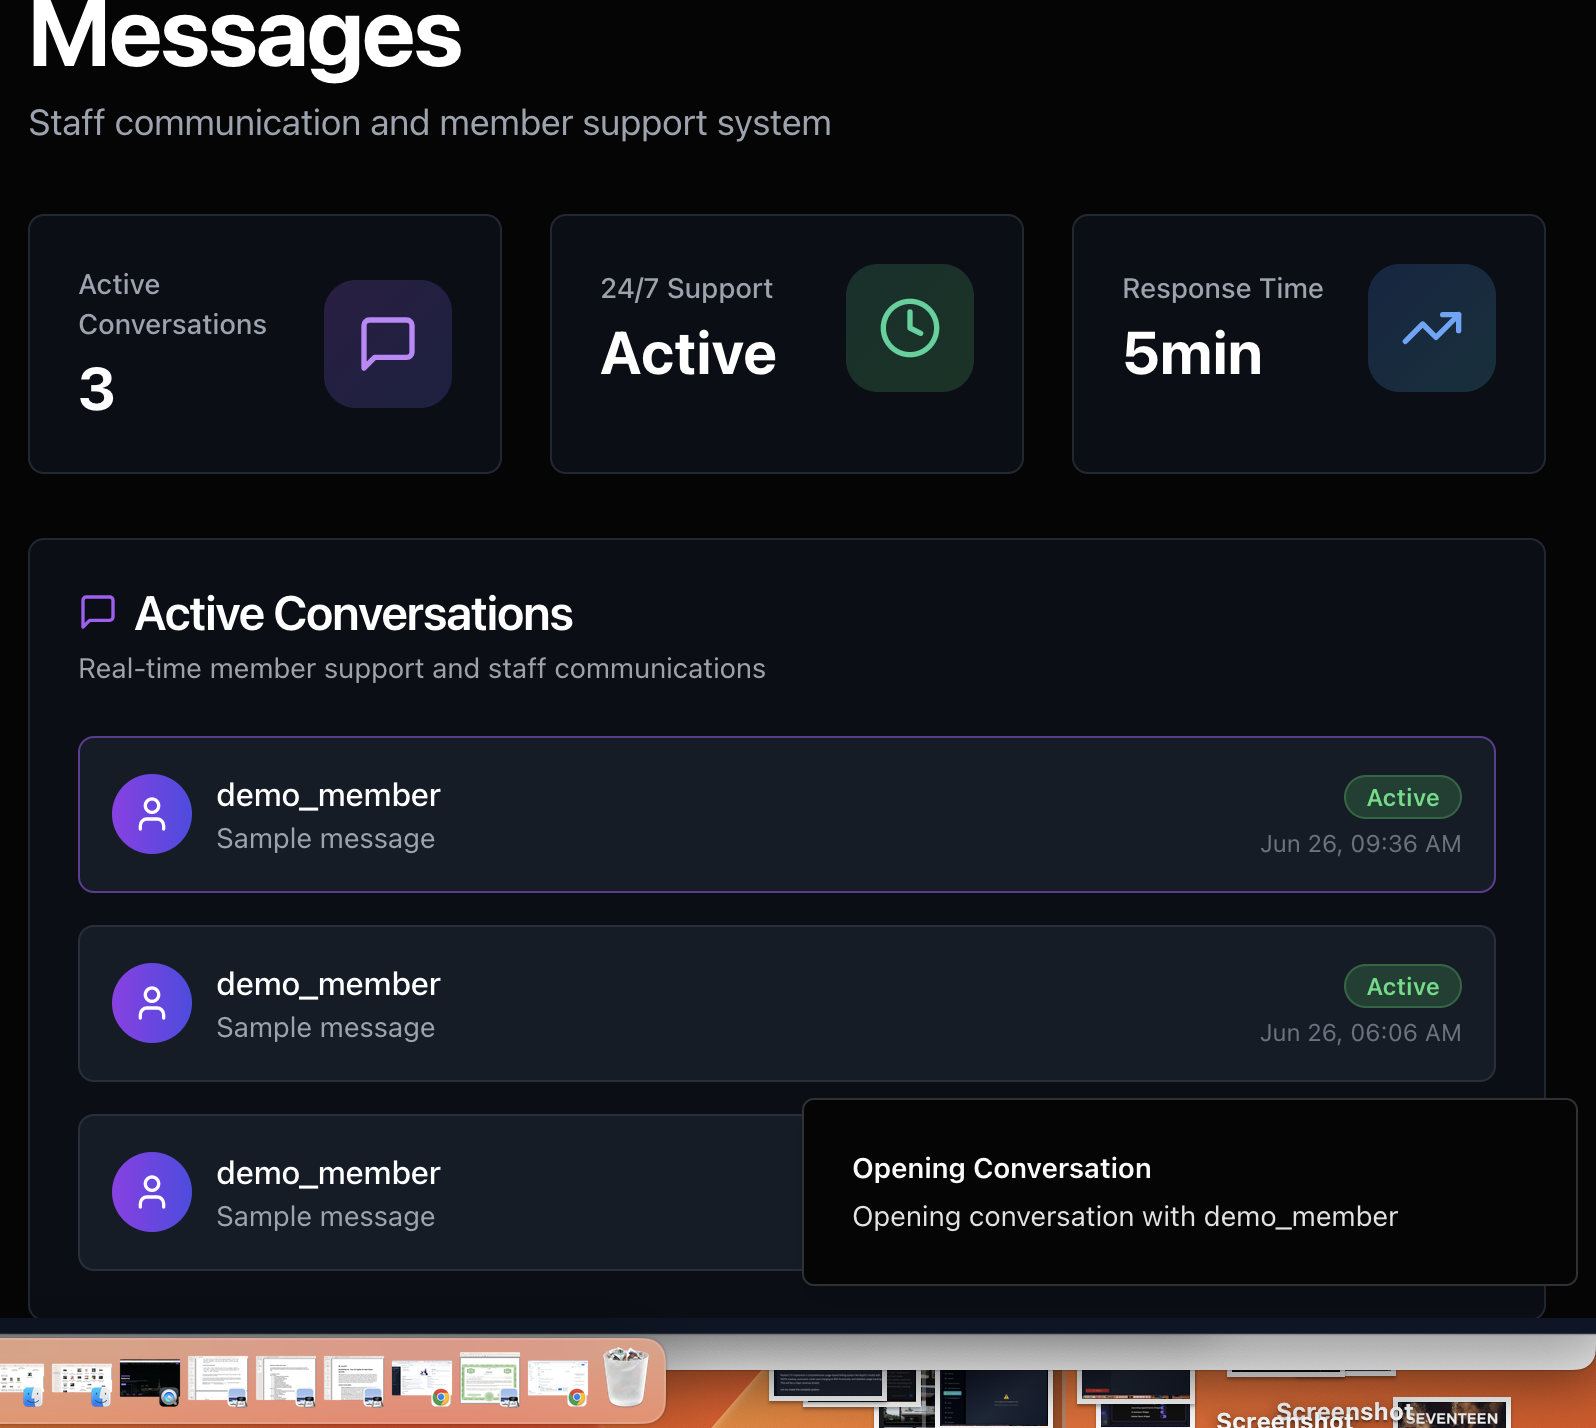 Messages
Staff communication and member support system
Active
Conversations
3
24/7 Support
Active
Response Time
5min
Active Conversations
Real-time member support and staff communications
demo_member
Sample message
Active
Jun 26, 09:36 AM
demo_member
Sample message
Active
Jun 26, 06:06 AM
demo_member
Sample message
Opening Conversation
Opening conversation with demo_member
Screenshot
Screenshot
SEVENTEEN